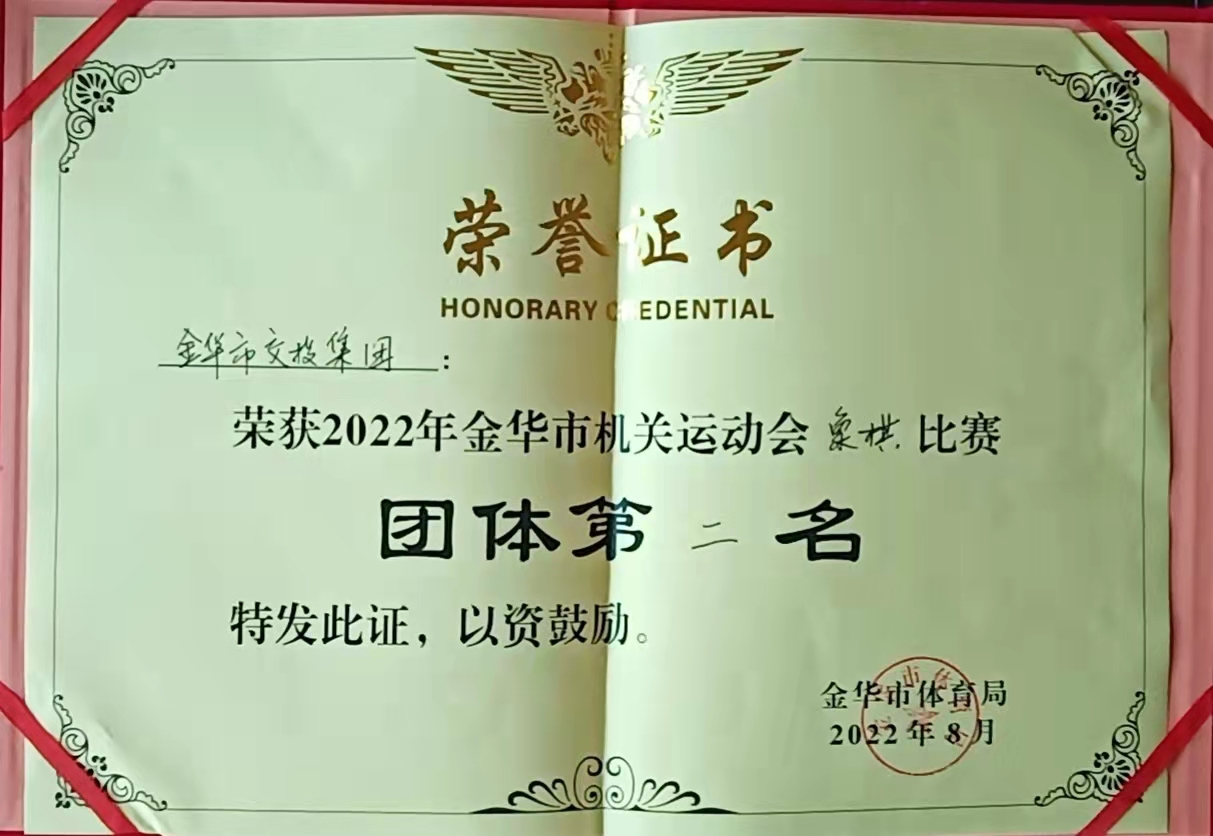 荣誉证书
HONORARY CREDENTIAL
金华市交投集团:
荣获2022年金华市机关运动会象棋比赛
团体第二名
特发此证，以资鼓励。
金华市体育局
2022年8月